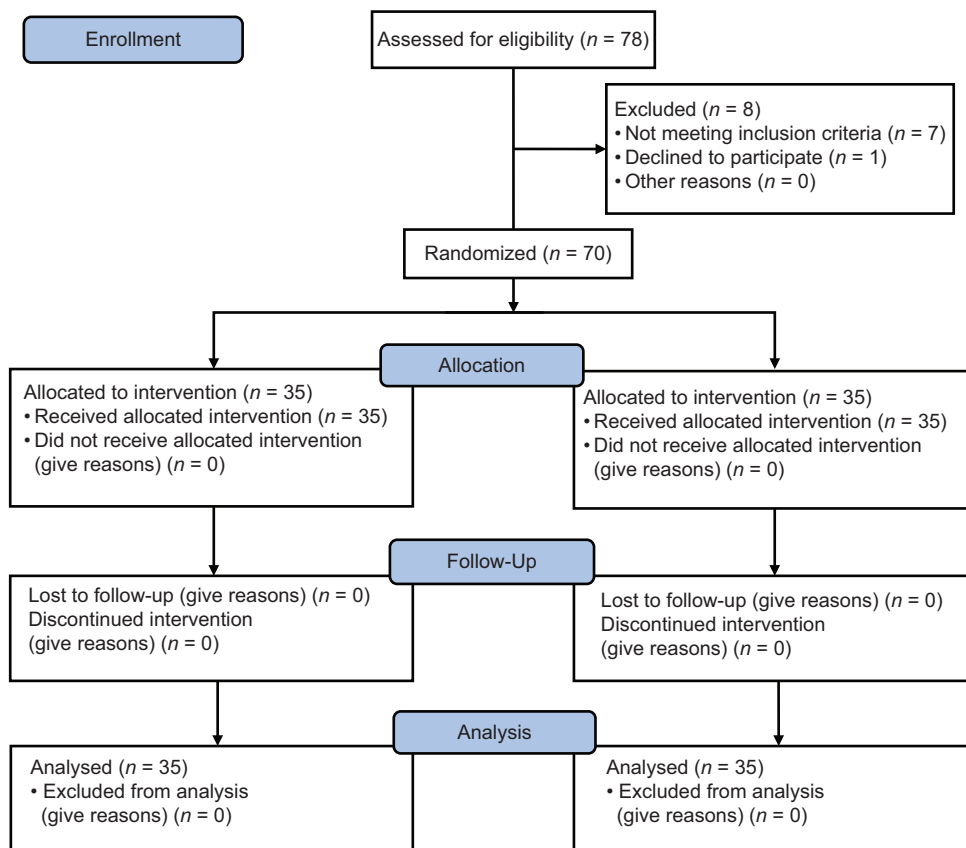 Enrollment
Assessed for eligibility (n = 78)
Excluded (n = 8)
• Not meeting inclusion criteria (n = 7)
• Declined to participate (n = 1)
• Other reasons (n = 0)
Randomized (n = 70)
Allocation
Allocated to intervention (n = 35)
• Received allocated intervention (n = 35)
• Did not receive allocated intervention
(give reasons) (n = 0)
Allocated to intervention (n = 35)
• Received allocated intervention (n = 35)
• Did not receive allocated intervention
(give reasons) (n = 0)
Follow-Up
Lost to follow-up (give reasons) (n = 0)
Discontinued intervention
(give reasons) (n = 0)
Lost to follow-up (give reasons) (n = 0)
Discontinued intervention
(give reasons) (n = 0)
Analysis
Analysed (n = 35)
• Excluded from analysis
(give reasons) (n = 0)
Analysed (n = 35)
• Excluded from analysis
(give reasons) (n = 0)